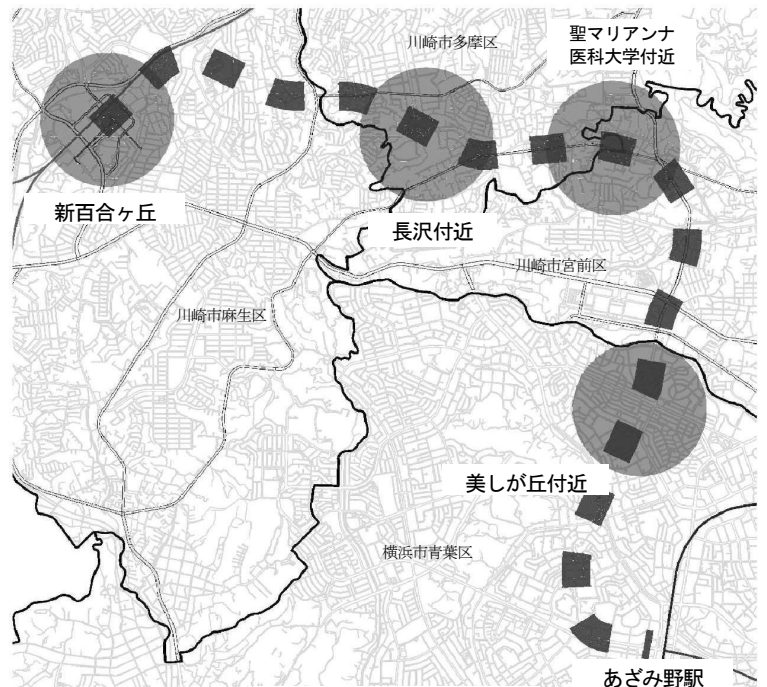 川崎市多摩区
聖マリアンナ
医科大学付近
新百合ヶ丘
長沢付近
川崎市宮前区
川崎市麻生区
美しが丘付近
横浜市青葉区
あざみ野駅